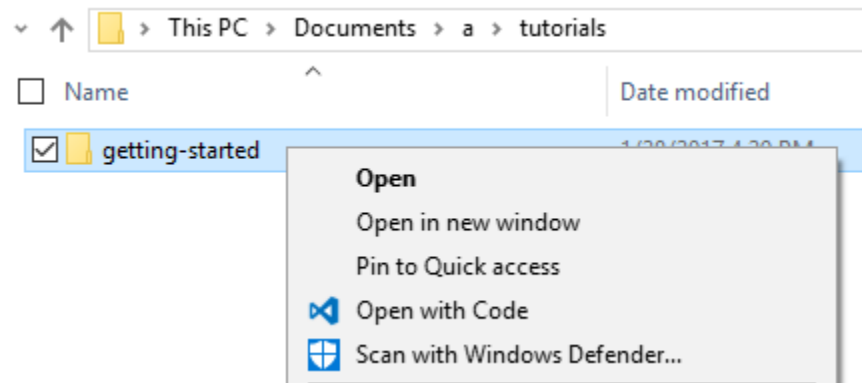 This PC > Documents > a > tutorials
Name Date modified
getting-started
Open
Open in new window
Pin to Quick access
Open with Code
Scan with Windows Defender...